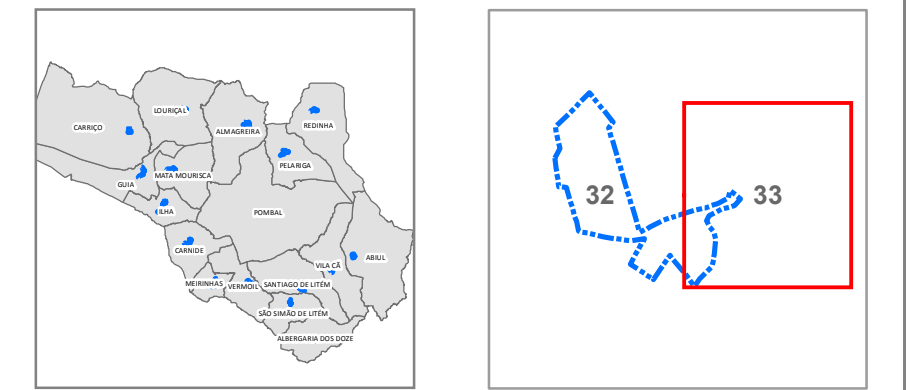 LOURIÇAL
CARRIÇO
ALMAGREIRA
REDINHA
PELARIGA
MATA MOURISCA
GUIA
ILHA
POMBAL
CARNIDE
ABIUL
VILA CÃ
MEIRINHAS
VERMOIL
SANTIAGO DE LITÉM
SÃO SIMÃO DE LITÉM
ALBERGARIA DOS DOZE
32
33